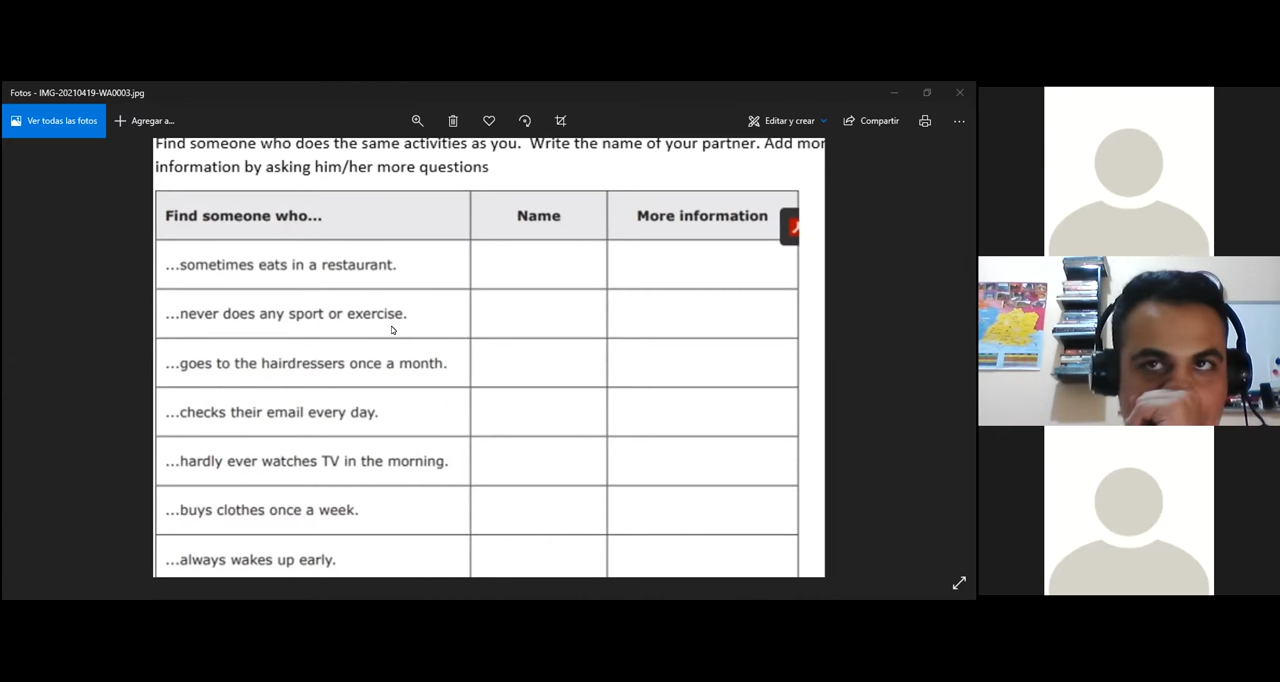 Fotos - IMG-20210419-WA0003.jpg
Ver todas las fotos
Agregar a...
Editar y crear
Compartir
Find someone who does the same activities as you. Write the name of your partner. Add mor
information by asking him/her more questions
Find someone who... Name More information
...sometimes eats in a restaurant.
...never does any sport or exercise.
...goes to the hairdressers once a month.
...checks their email every day.
...hardly ever watches TV in the morning.
...buys clothes once a week.
...always wakes up early.